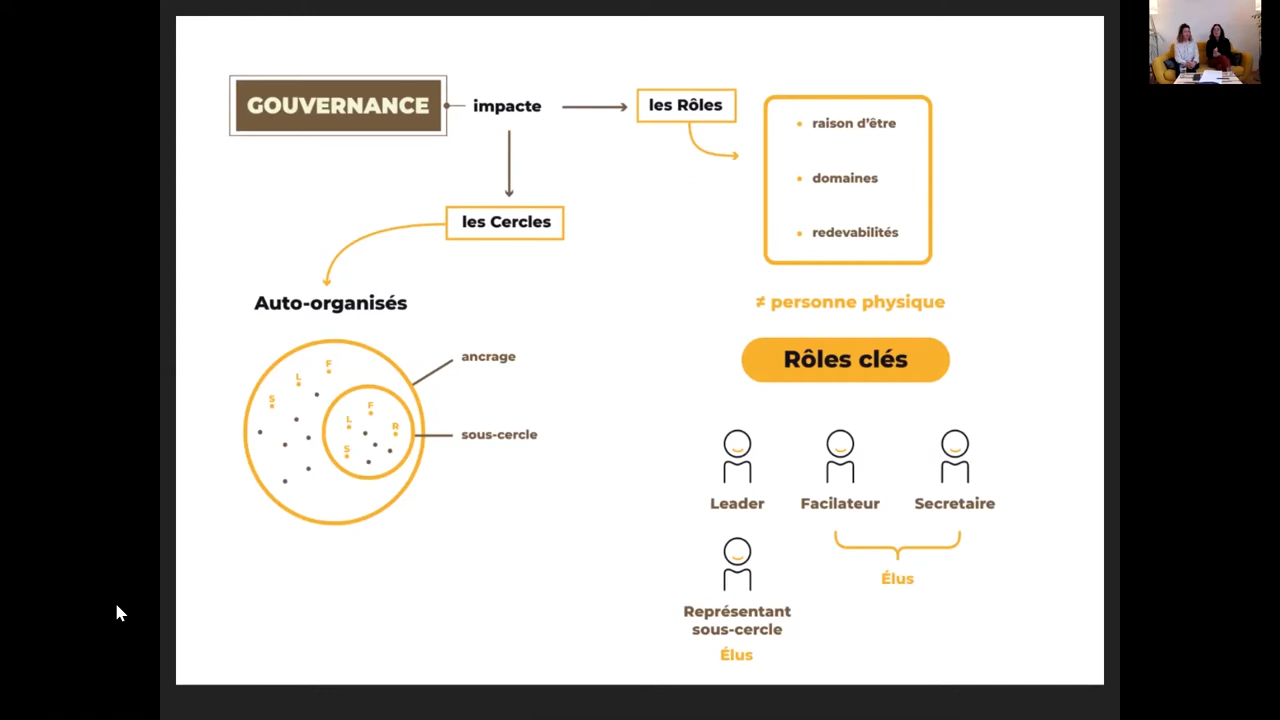 GOUVERNANCE
impacte
les Rôles
raison d'être
domaines
redevabilités
les Cercles
Auto-organisés
≠ personne physique
Rôles clés
ancrage
sous-cercle
F
L
S
F
L
R
S
Leader
Facilateur
Secretaire
Élus
Représentant
sous-cercle
Élus